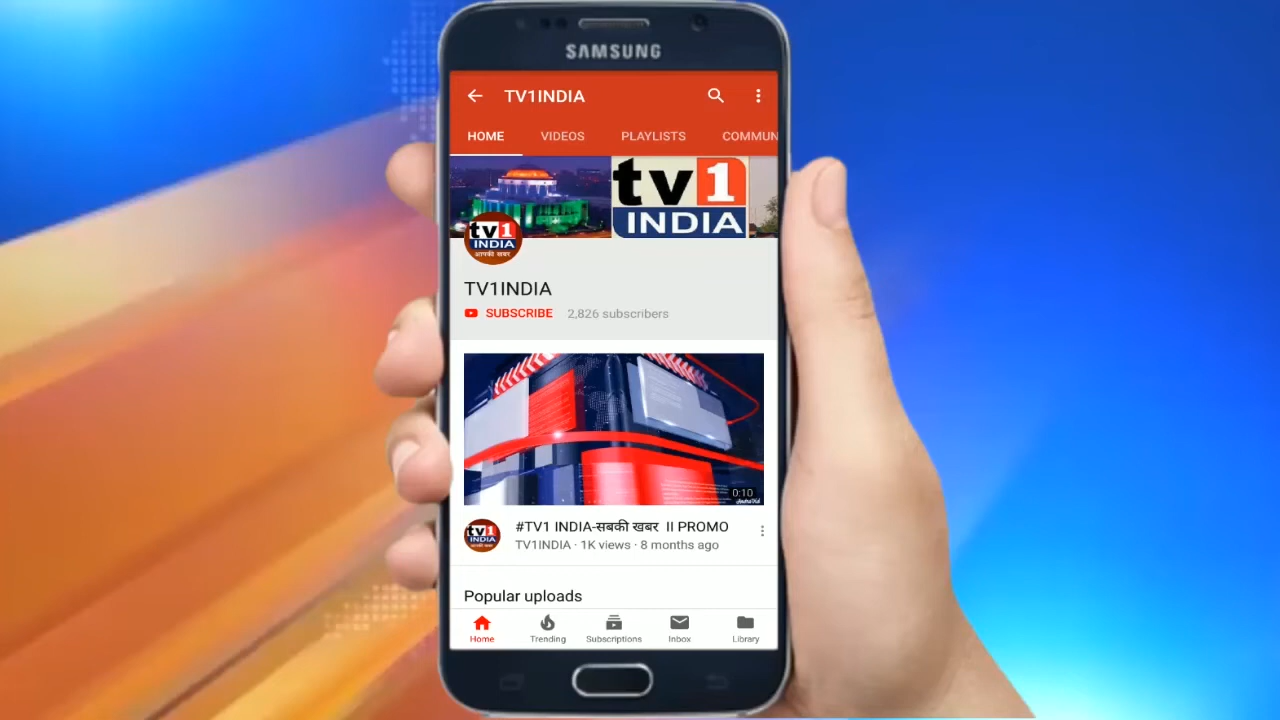 SAMSUNG
TV1INDIA
HOME VIDEOS PLAYLISTS COMMUN
tv1
INDIA
tv1
INDIA
आपकी खबर
TV1INDIA
SUBSCRIBE 2,826 subscribers
0:10
tv1
INDIA
#TV1 INDIA-सबकी खबर II PROMO
TV1INDIA · 1K views · 8 months ago
Popular uploads
Home Trending Subscriptions Inbox Library